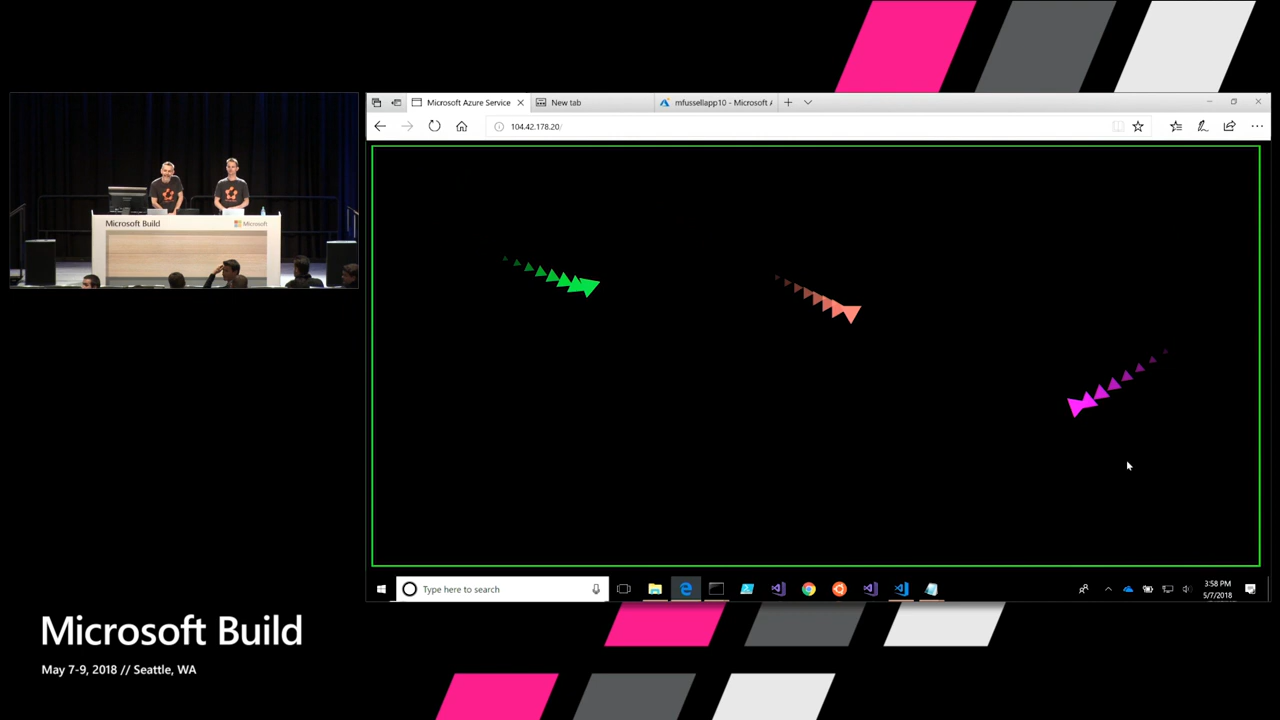 Microsoft Azure Service
New tab
mfussellapp10 - Microsoft A
104.42.178.20/
Microsoft Build
Microsoft
Type here to search
3:58 PM
5/7/2018
Microsoft Build
May 7-9, 2018 // Seattle, WA